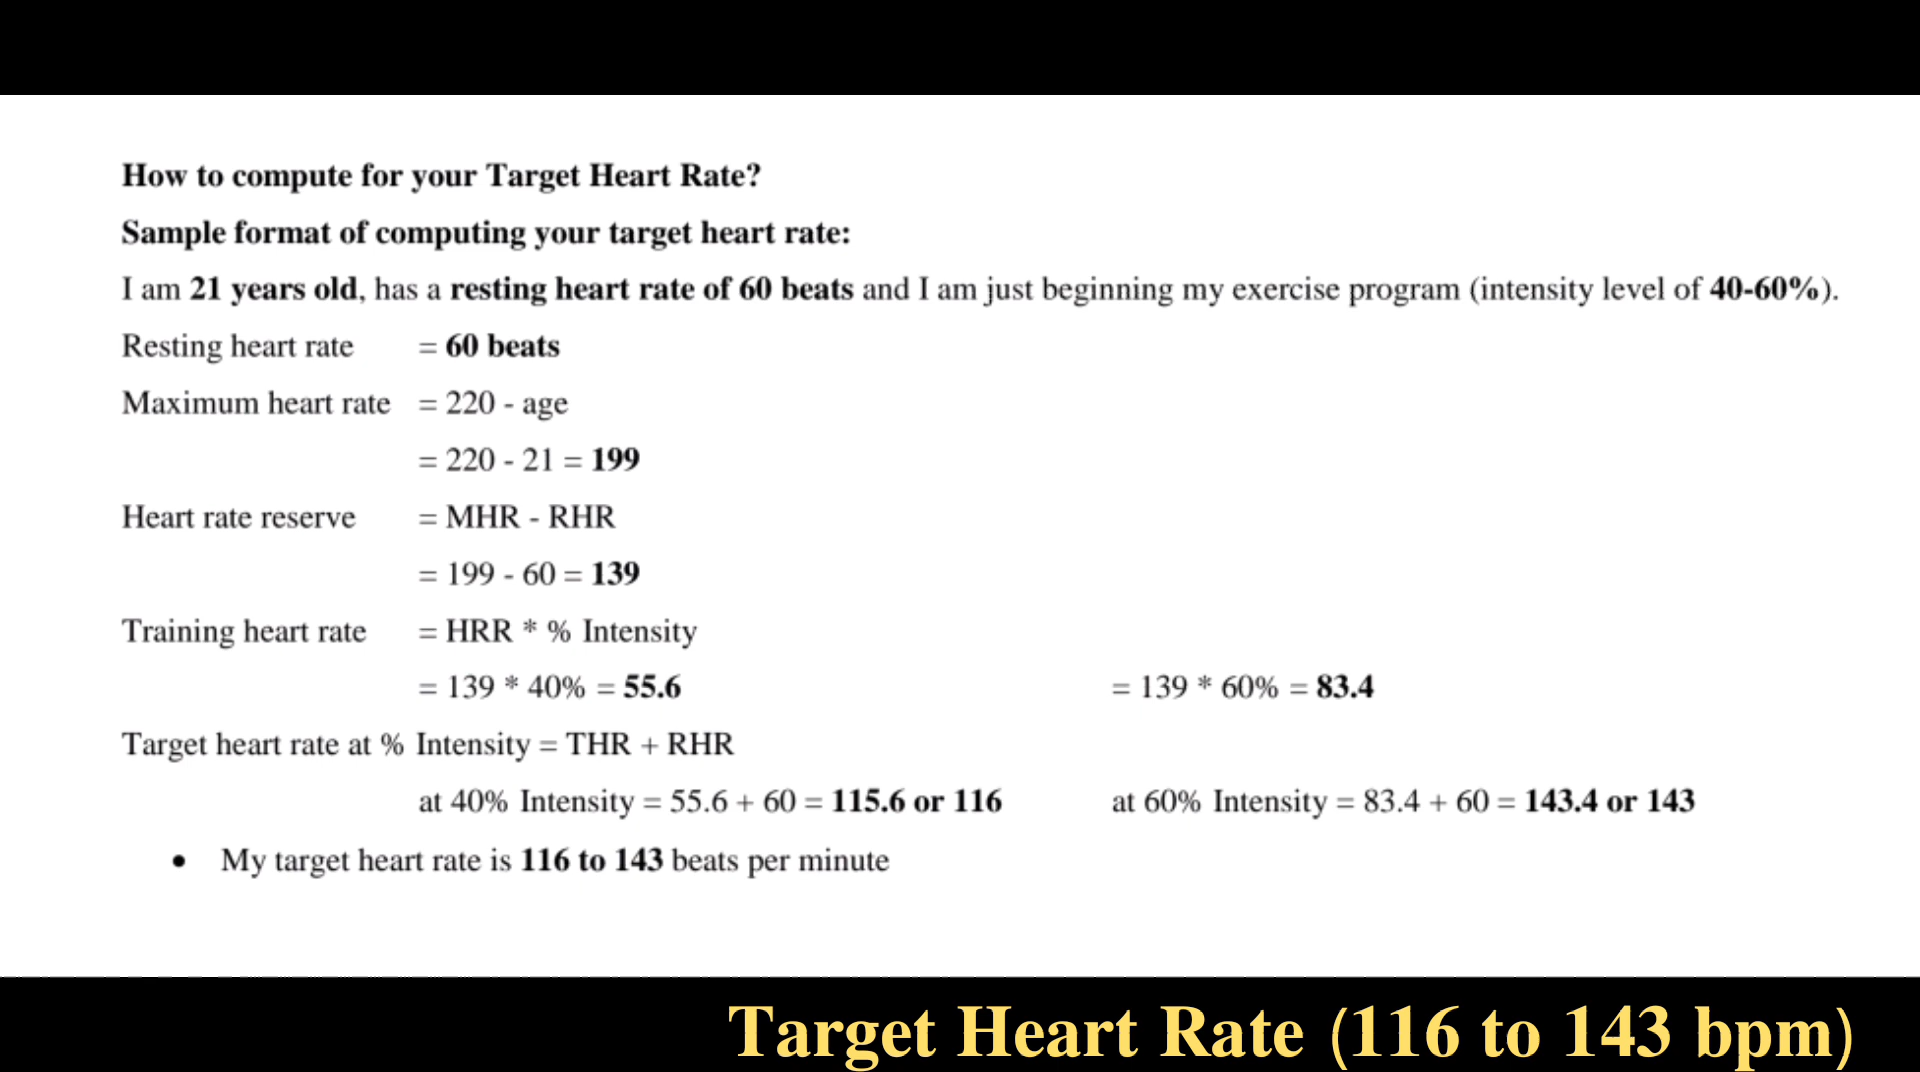 How to compute for your Target Heart Rate?
Sample format of computing your target heart rate:
I am 21 years old, has a resting heart rate of 60 beats and I am just beginning my exercise program (intensity level of 40-60%).
Resting heart rate = 60 beats
Maximum heart rate = 220 - age
= 220 - 21 = 199
Heart rate reserve = MHR - RHR
= 199 - 60 = 139
Training heart rate = HRR * % Intensity
= 139 * 40% = 55.6 = 139 * 60% = 83.4
Target heart rate at % Intensity = THR + RHR
at 40% Intensity = 55.6 + 60 = 115.6 or 116 at 60% Intensity = 83.4 + 60 = 143.4 or 143
• My target heart rate is 116 to 143 beats per minute
Target Heart Rate (116 to 143 bpm)